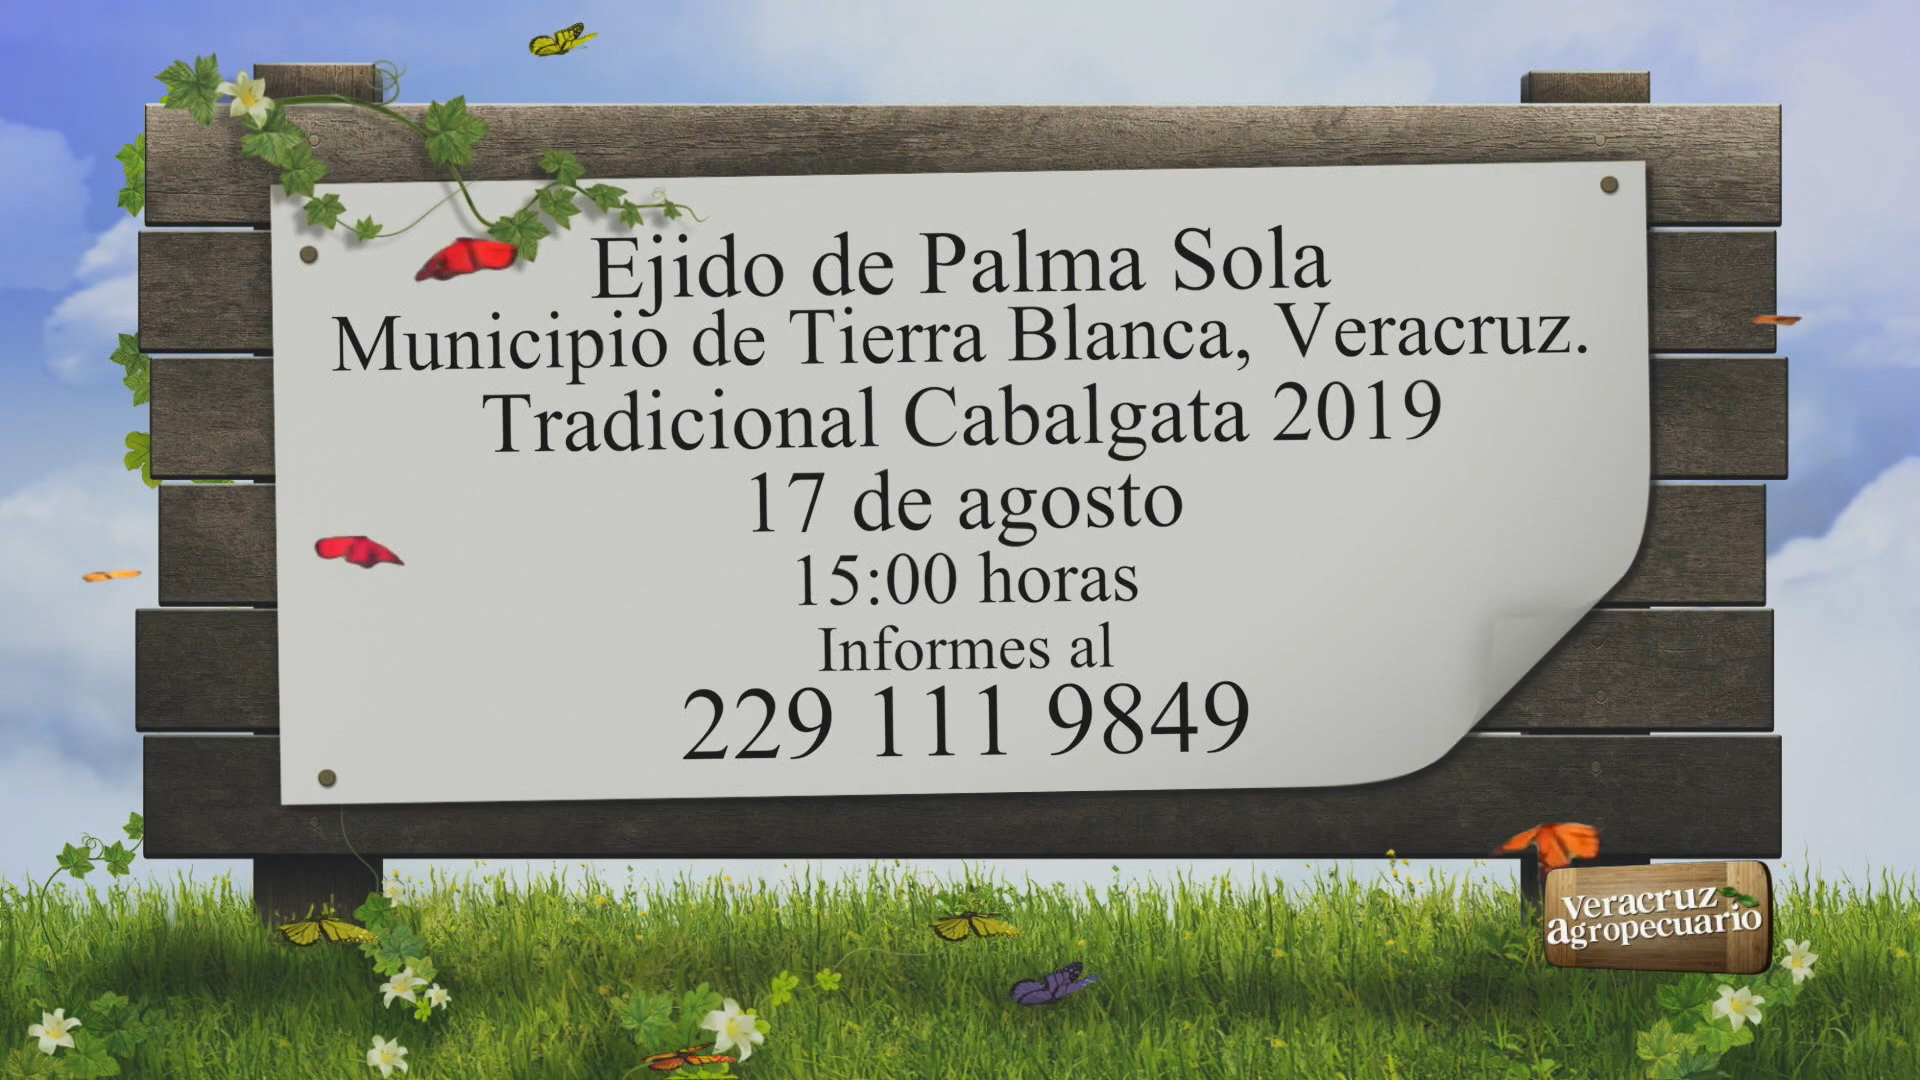 Ejido de Palma Sola
Municipio de Tierra Blanca, Veracruz.
Tradicional Cabalgata 2019
17 de agosto
15:00 horas
Informes al
229 111 9849
veracruz
agropecuario